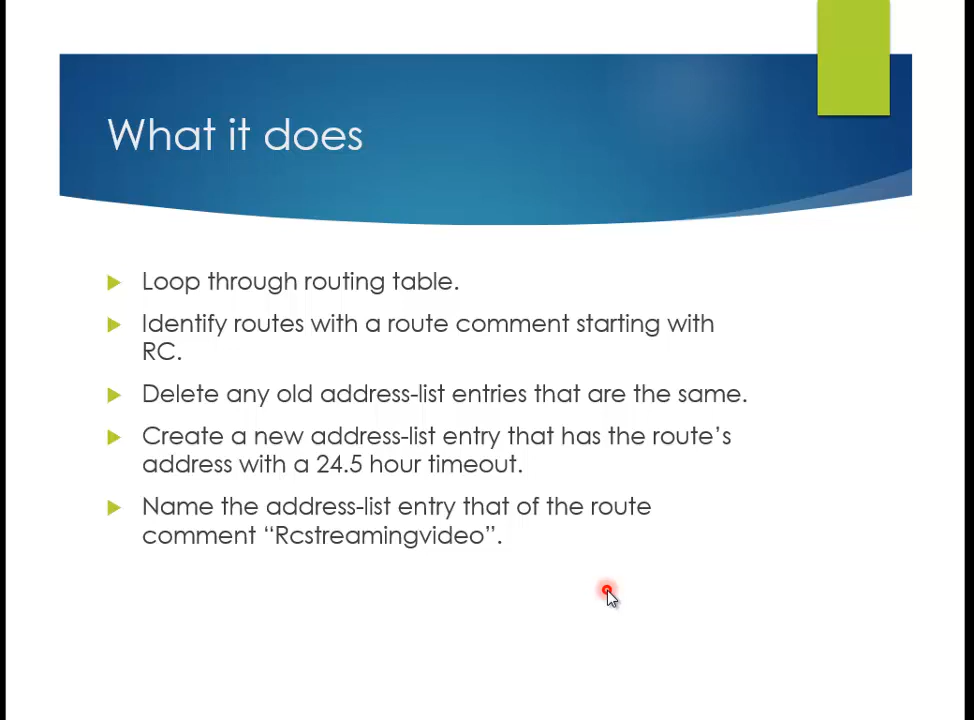 What it does
Loop through routing table.
Identify routes with a route comment starting with
RC.
Delete any old address-list entries that are the same.
Create a new address-list entry that has the route's
address with a 24.5 hour timeout.
Name the address-list entry that of the route
comment “Rcstreamingvideo”.